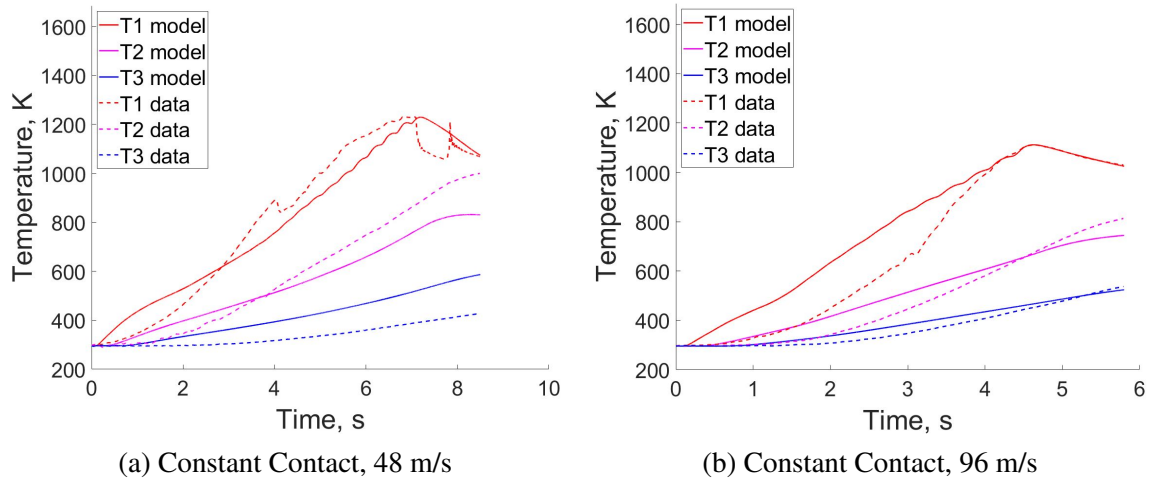 1600
1400
1200
1000
800
600
400
200
Temperature, K
T1 model
T2 model
T3 model
T1 data
T2 data
T3 data
0 2 4 6 8 10
Time, s
(a) Constant Contact, 48 m/s
1600
1400
1200
1000
800
600
400
200
Temperature, K
T1 model
T2 model
T3 model
T1 data
T2 data
T3 data
0 1 2 3 4 5 6
Time, s
(b) Constant Contact, 96 m/s